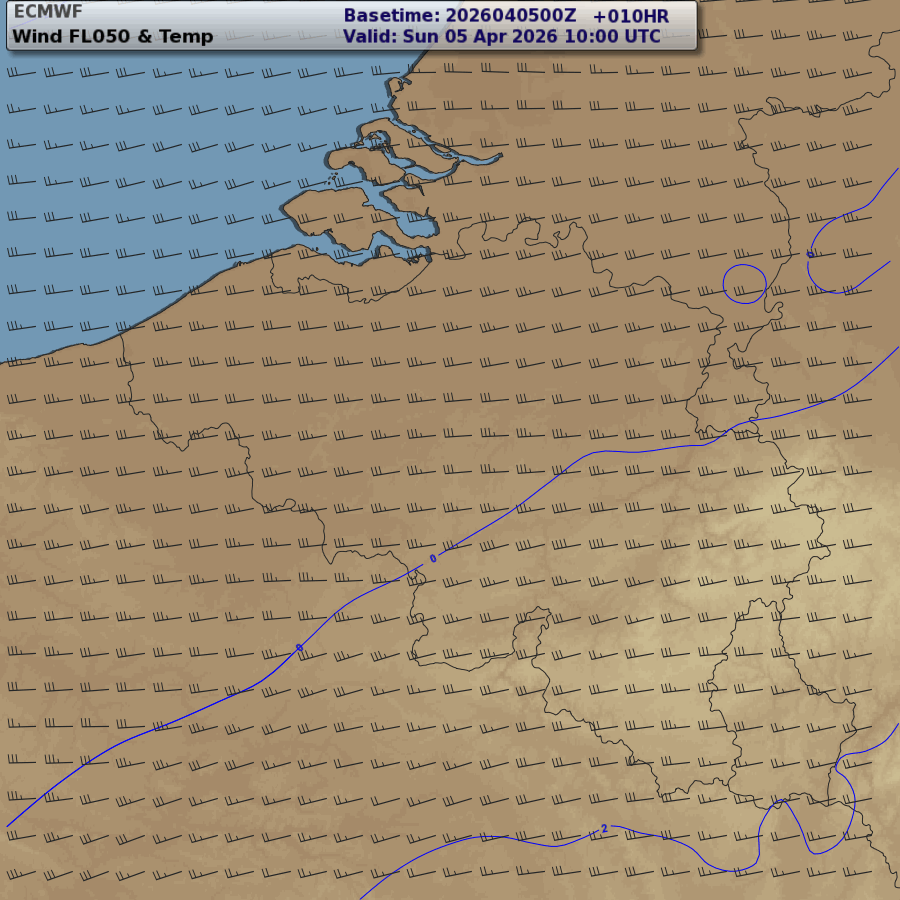 ECMWF
Basetime: 2026040500Z +010HR
Wind FL050 & Temp
Valid: Sun 05 Apr 2026 10:00 UTC
0
0
0
2